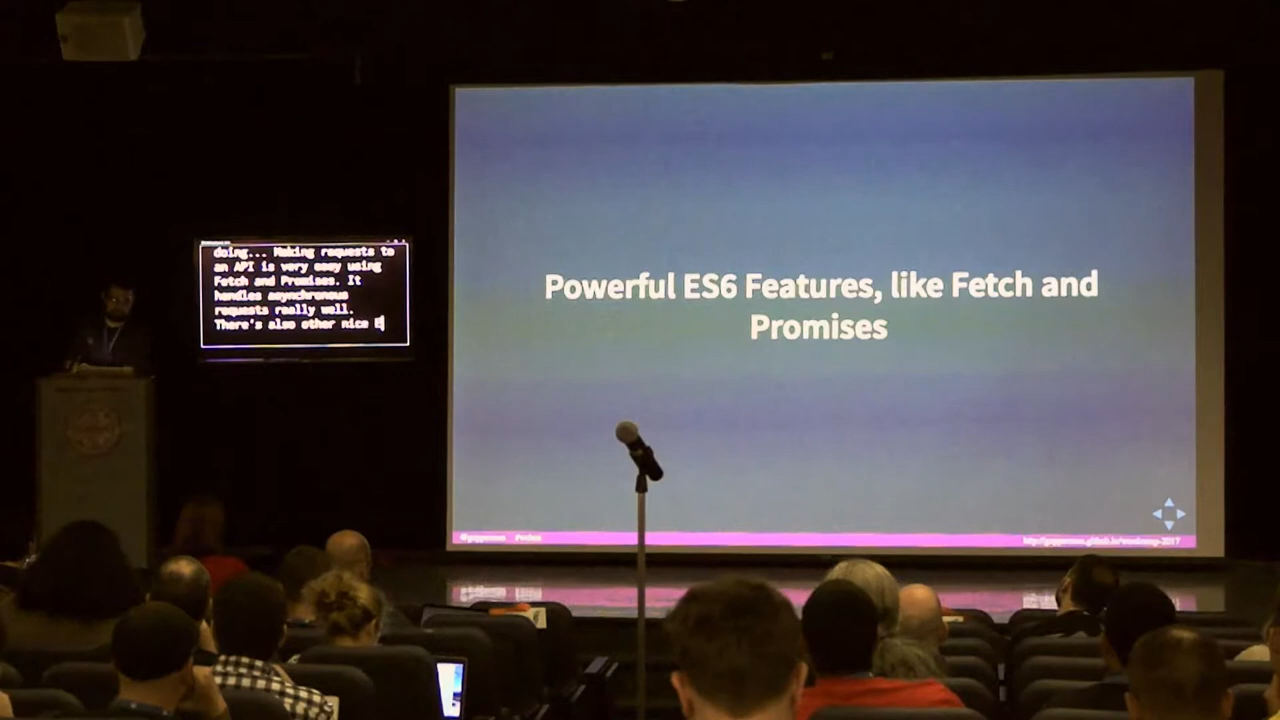 doing... Making requests to
an API is very easy using
Fetch and Promises. It
handles asynchronous
requests really well.
There's also other nice E
Powerful ES6 Features, like Fetch and
Promises